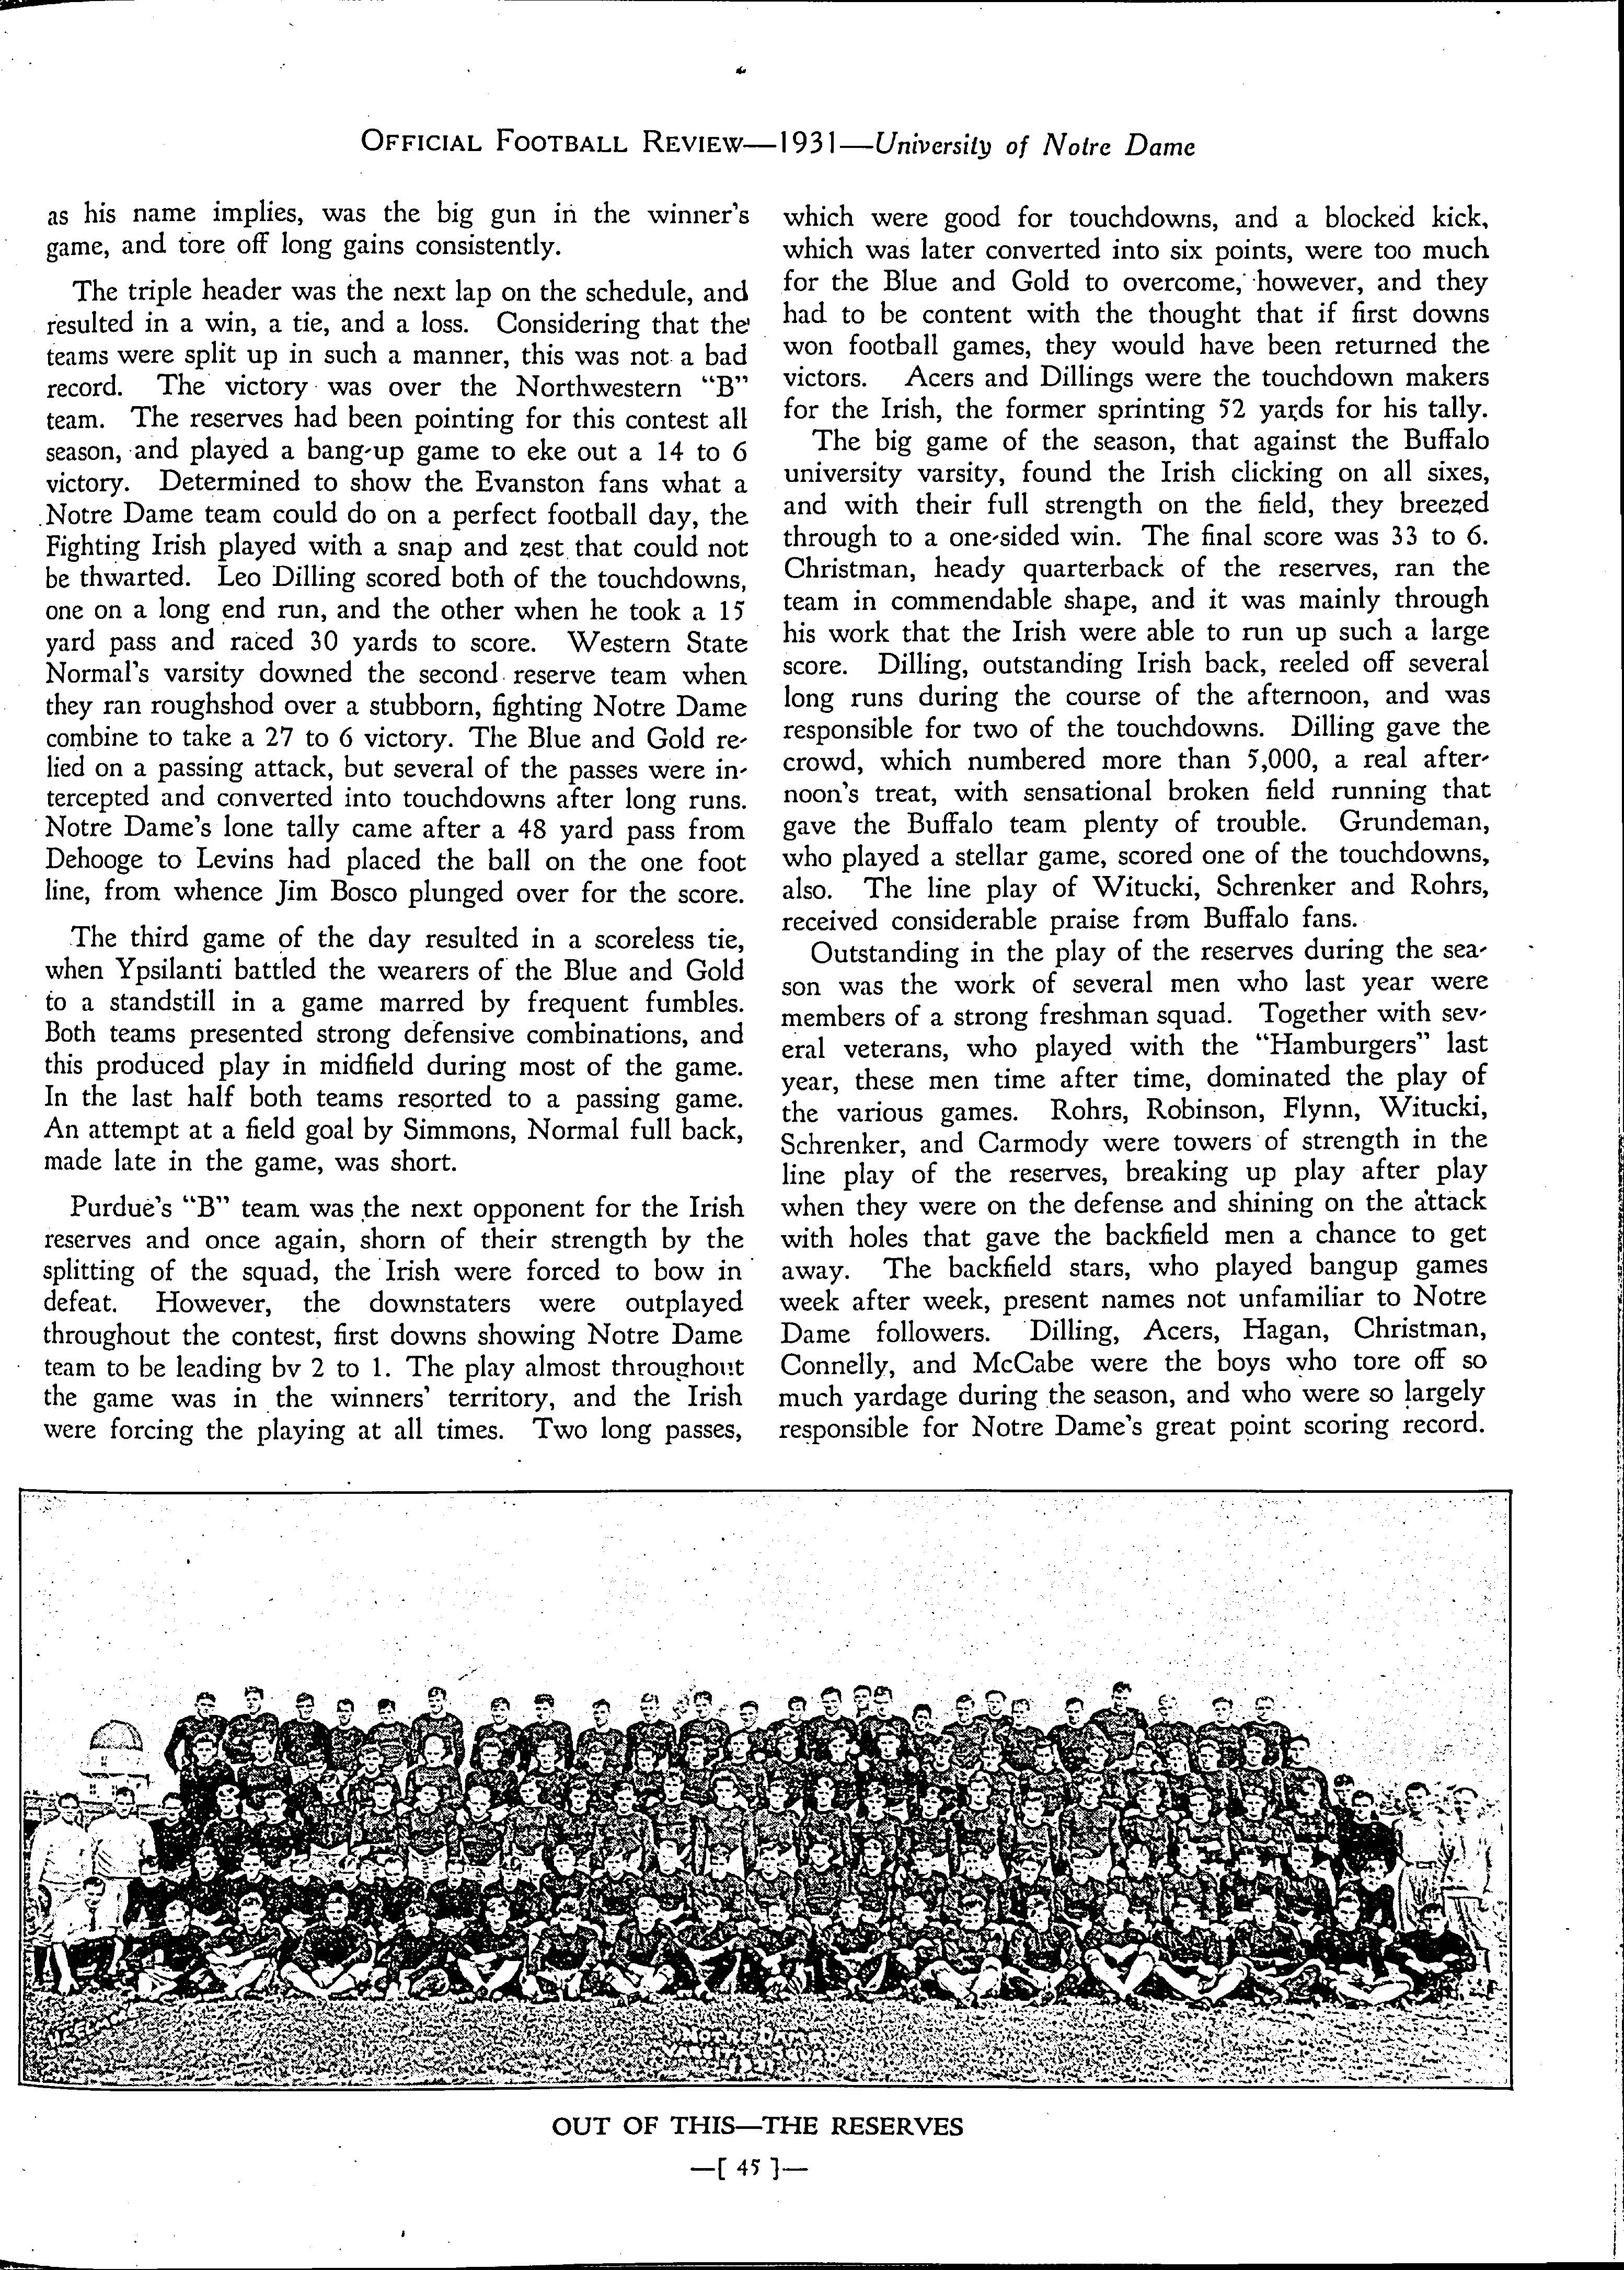 OFFICIAL FOOTBALL REVIEW—1931—University of Notre Dame
as his name implies, was the big gun in the winner's
game, and tore off long gains consistently.
The triple header was the next lap on the schedule, and
resulted in a win, a tie, and a loss. Considering that the
teams were split up in such a manner, this was not a bad
record. The victory was over the Northwestern "B"
team. The reserves had been pointing for this contest all
season, and played a bang-up game to eke out a 14 to 6
victory. Determined to show the Evanston fans what a
Notre Dame team could do on a perfect football day, the
Fighting Irish played with a snap and zest that could not
be thwarted. Leo Dilling scored both of the touchdowns,
one on a long end run, and the other when he took a 15
yard pass and raced 30 yards to score. Western State
Normal's varsity downed the second reserve team when
they ran roughshod over a stubborn, fighting Notre Dame
combine to take a 27 to 6 victory. The Blue and Gold re-
lied on a passing attack, but several of the passes were in-
tercepted and converted into touchdowns after long runs.
Notre Dame's lone tally came after a 48 yard pass from
Dehooge to Levins had placed the ball on the one foot
line, from whence Jim Bosco plunged over for the score.
The third game of the day resulted in a scoreless tie,
when Ypsilanti battled the wearers of the Blue and Gold
to a standstill in a game marred by frequent fumbles.
Both teams presented strong defensive combinations, and
this produced play in midfield during most of the game.
In the last half both teams resorted to a passing game.
An attempt at a field goal by Simmons, Normal full back,
made late in the game, was short.
Purdue's "B" team was the next opponent for the Irish
reserves and once again, shorn of their strength by the
splitting of the squad, the Irish were forced to bow in
defeat. However, the downstaters were outplayed
throughout the contest, first downs showing Notre Dame
team to be leading by 2 to 1. The play almost throughout
the game was in the winners' territory, and the Irish
were forcing the playing at all times. Two long passes,
which were good for touchdowns, and a blocked kick,
which was later converted into six points, were too much
for the Blue and Gold to overcome, however, and they
had to be content with the thought that if first downs
won football games, they would have been returned the
victors. Acers and Dillings were the touchdown makers
for the Irish, the former sprinting 52 yards for his tally.
The big game of the season, that against the Buffalo
university varsity, found the Irish clicking on all sixes,
and with their full strength on the field, they breezed
through to a one-sided win. The final score was 33 to 6.
Christman, heady quarterback of the reserves, ran the
team in commendable shape, and it was mainly through
his work that the Irish were able to run up such a large
score. Dilling, outstanding Irish back, reeled off several
long runs during the course of the afternoon, and was
responsible for two of the touchdowns. Dilling gave the
crowd, which numbered more than 5,000, a real after-
noon's treat, with sensational broken field running that
gave the Buffalo team plenty of trouble. Grundeman,
who played a stellar game, scored one of the touchdowns,
also. The line play of Witucki, Schrenker and Rohrs,
received considerable praise from Buffalo fans.
Outstanding in the play of the reserves during the sea-
son was the work of several men who last year were
members of a strong freshman squad. Together with sev-
eral veterans, who played with the "Hamburgers" last
year, these men time after time, dominated the play of
the various games. Rohrs, Robinson, Flynn, Witucki,
Schrenker, and Carmody were towers of strength in the
line play of the reserves, breaking up play after play
when they were on the defense and shining on the attack
with holes that gave the backfield men a chance to get
away. The backfield stars, who played bangup games
week after week, present names not unfamiliar to Notre
Dame followers. Dilling, Acers, Hagan, Christman,
Connelly, and McCabe were the boys who tore off so
much yardage during the season, and who were so largely
responsible for Notre Dame's great point scoring record.
NOTRE DAME
VARSITY SQUAD
1931
OUT OF THIS—THE RESERVES
—[ 45 ]—